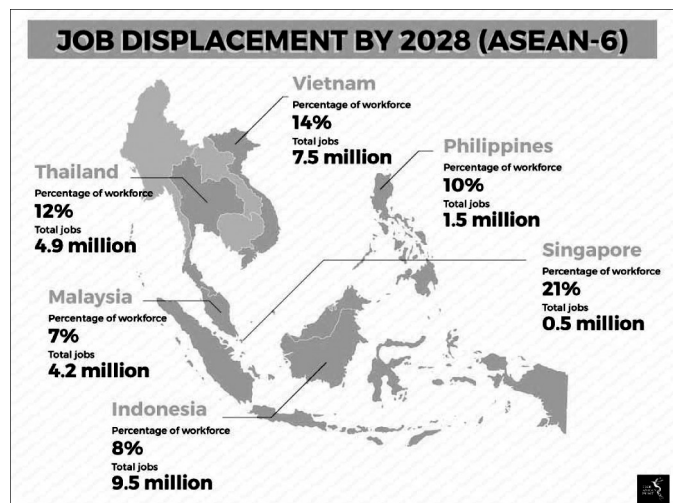 JOB DISPLACEMENT BY 2028 (ASEAN-6)
Vietnam
Percentage of workforce
14%
Total jobs
7.5 million
Philippines
Percentage of workforce
10%
Total jobs
1.5 million
Thailand
Percentage of workforce
12%
Total jobs
4.9 million
Singapore
Percentage of workforce
21%
Total jobs
0.5 million
Malaysia
Percentage of workforce
7%
Total jobs
4.2 million
Indonesia
Percentage of workforce
8%
Total jobs
9.5 million